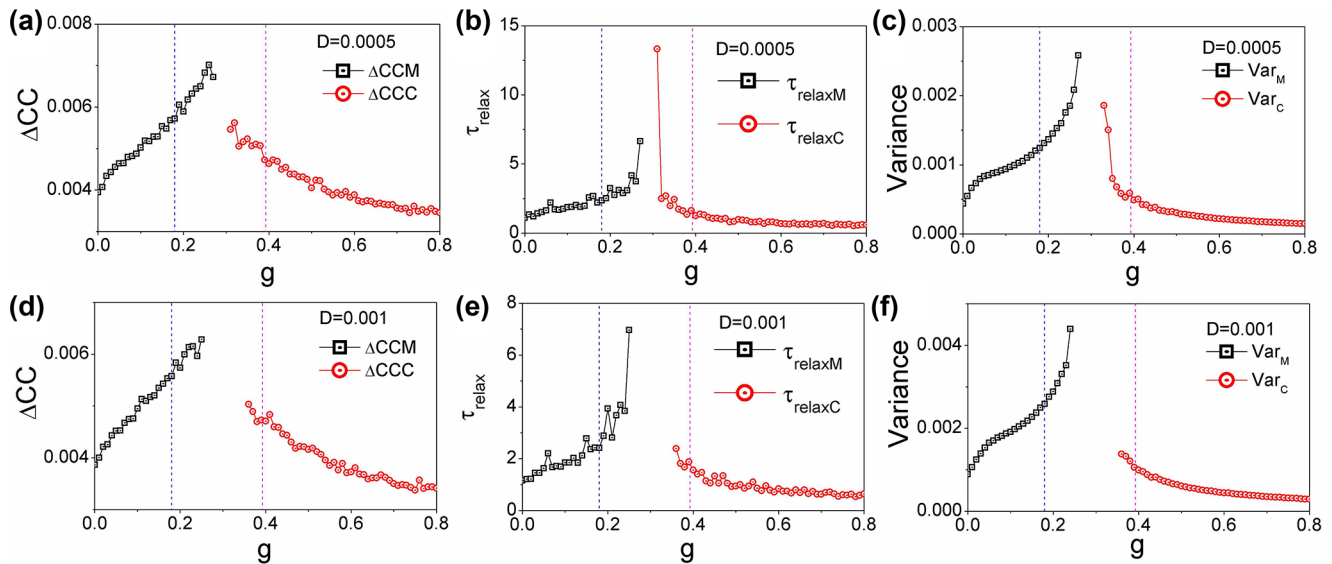 (a)
0.008
0.006
0.004
ΔCC
D=0.0005
ΔCCM
ΔCCC
0.0 0.2 0.4 0.6 0.8
g
(b)
15
12.5
10
7.5
5
2.5
0
τrelax
D=0.0005
τrelaxM
τrelaxC
0.0 0.2 0.4 0.6 0.8
g
(c)
0.003
0.002
0.001
0.000
Variance
D=0.0005
VarM
VarC
0.0 0.2 0.4 0.6 0.8
g
(d)
0.006
0.004
ΔCC
D=0.001
ΔCCM
ΔCCC
0.0 0.2 0.4 0.6 0.8
g
(e)
8
6
4
2
0
τrelax
D=0.001
τrelaxM
τrelaxC
0.0 0.2 0.4 0.6 0.8
g
(f)
0.004
0.002
0.000
Variance
D=0.001
VarM
VarC
0.0 0.2 0.4 0.6 0.8
g